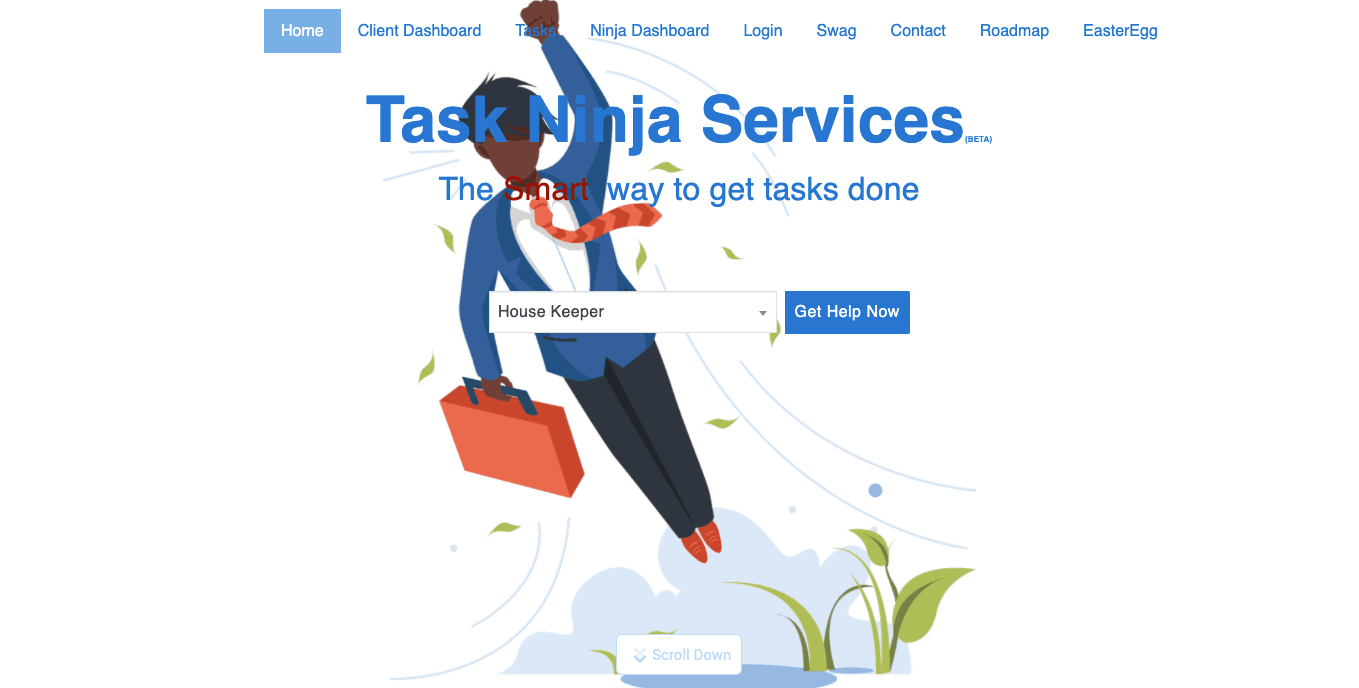 Home Client Dashboard Tasks Ninja Dashboard Login Swag Contact Roadmap EasterEgg
Task Ninja Services (BETA)
The Smart way to get tasks done
House Keeper Get Help Now
Scroll Down